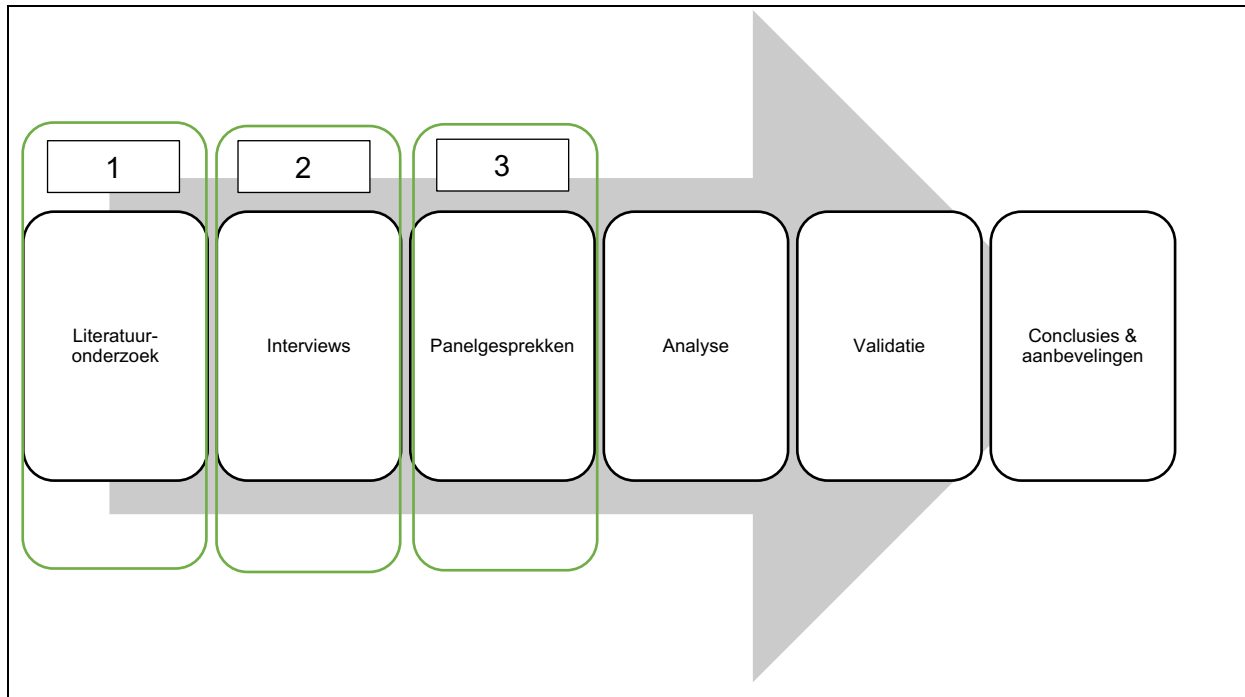 1
2
3
Literatuur-
onderzoek
Interviews
Panelgesprekken
Analyse
Validatie
Conclusies &
aanbevelingen